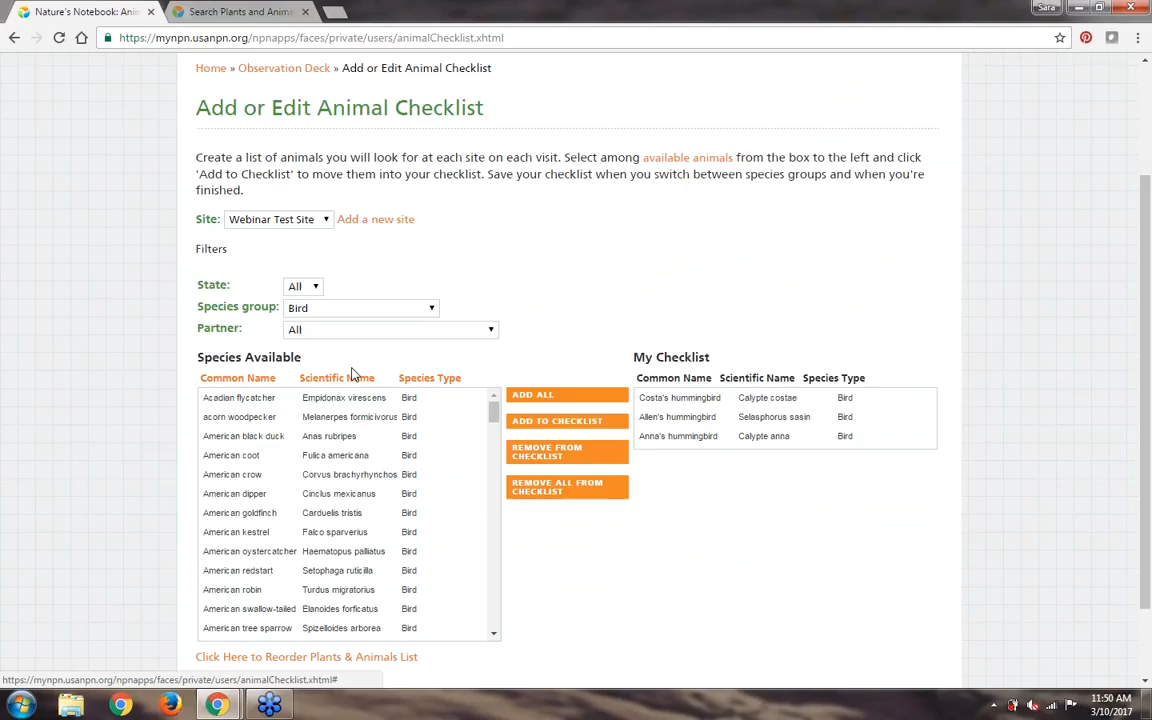 Nature's Notebook: Anim
Search Plants and Anima
Sara
https://mynpn.usanpn.org/npnapps/faces/private/users/animalChecklist.xhtml
Home » Observation Deck » Add or Edit Animal Checklist
Add or Edit Animal Checklist
Create a list of animals you will look for at each site on each visit. Select among available animals from the box to the left and click
'Add to Checklist' to move them into your checklist. Save your checklist when you switch between species groups and when you're
finished.
Site: Webinar Test Site Add a new site
Filters
State: All
Species group: Bird
Partner: All
Species Available
Common Name Scientific Name Species Type
Acadian flycatcher Empidonax virescens Bird
acorn woodpecker Melanerpes formicivorus Bird
American black duck Anas rubripes Bird
American coot Fulica americana Bird
American crow Corvus brachyrhynchos Bird
American dipper Cinclus mexicanus Bird
American goldfinch Carduelis tristis Bird
American kestrel Falco sparverius Bird
American oystercatcher Haematopus palliatus Bird
American redstart Setophaga ruticilla Bird
American robin Turdus migratorius Bird
American swallow-tailed Elanoides forficatus Bird
American tree sparrow Spizelloides arborea Bird
ADD ALL
ADD TO CHECKLIST
REMOVE FROM
CHECKLIST
REMOVE ALL FROM
CHECKLIST
My Checklist
Common Name Scientific Name Species Type
Costa's hummingbird Calypte costae Bird
Allen's hummingbird Selasphorus sasin Bird
Anna's hummingbird Calypte anna Bird
Click Here to Reorder Plants & Animals List
https://mynpn.usanpn.org/npnapps/faces/private/users/animalChecklist.xhtml#
11:50 AM
3/10/2017